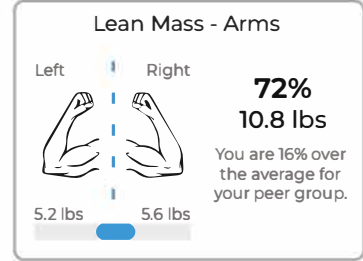 Lean Mass - Arms
Left
Right
72%
10.8 lbs
You are 16% over
the average for
your peer group.
5.2 lbs
5.6 lbs